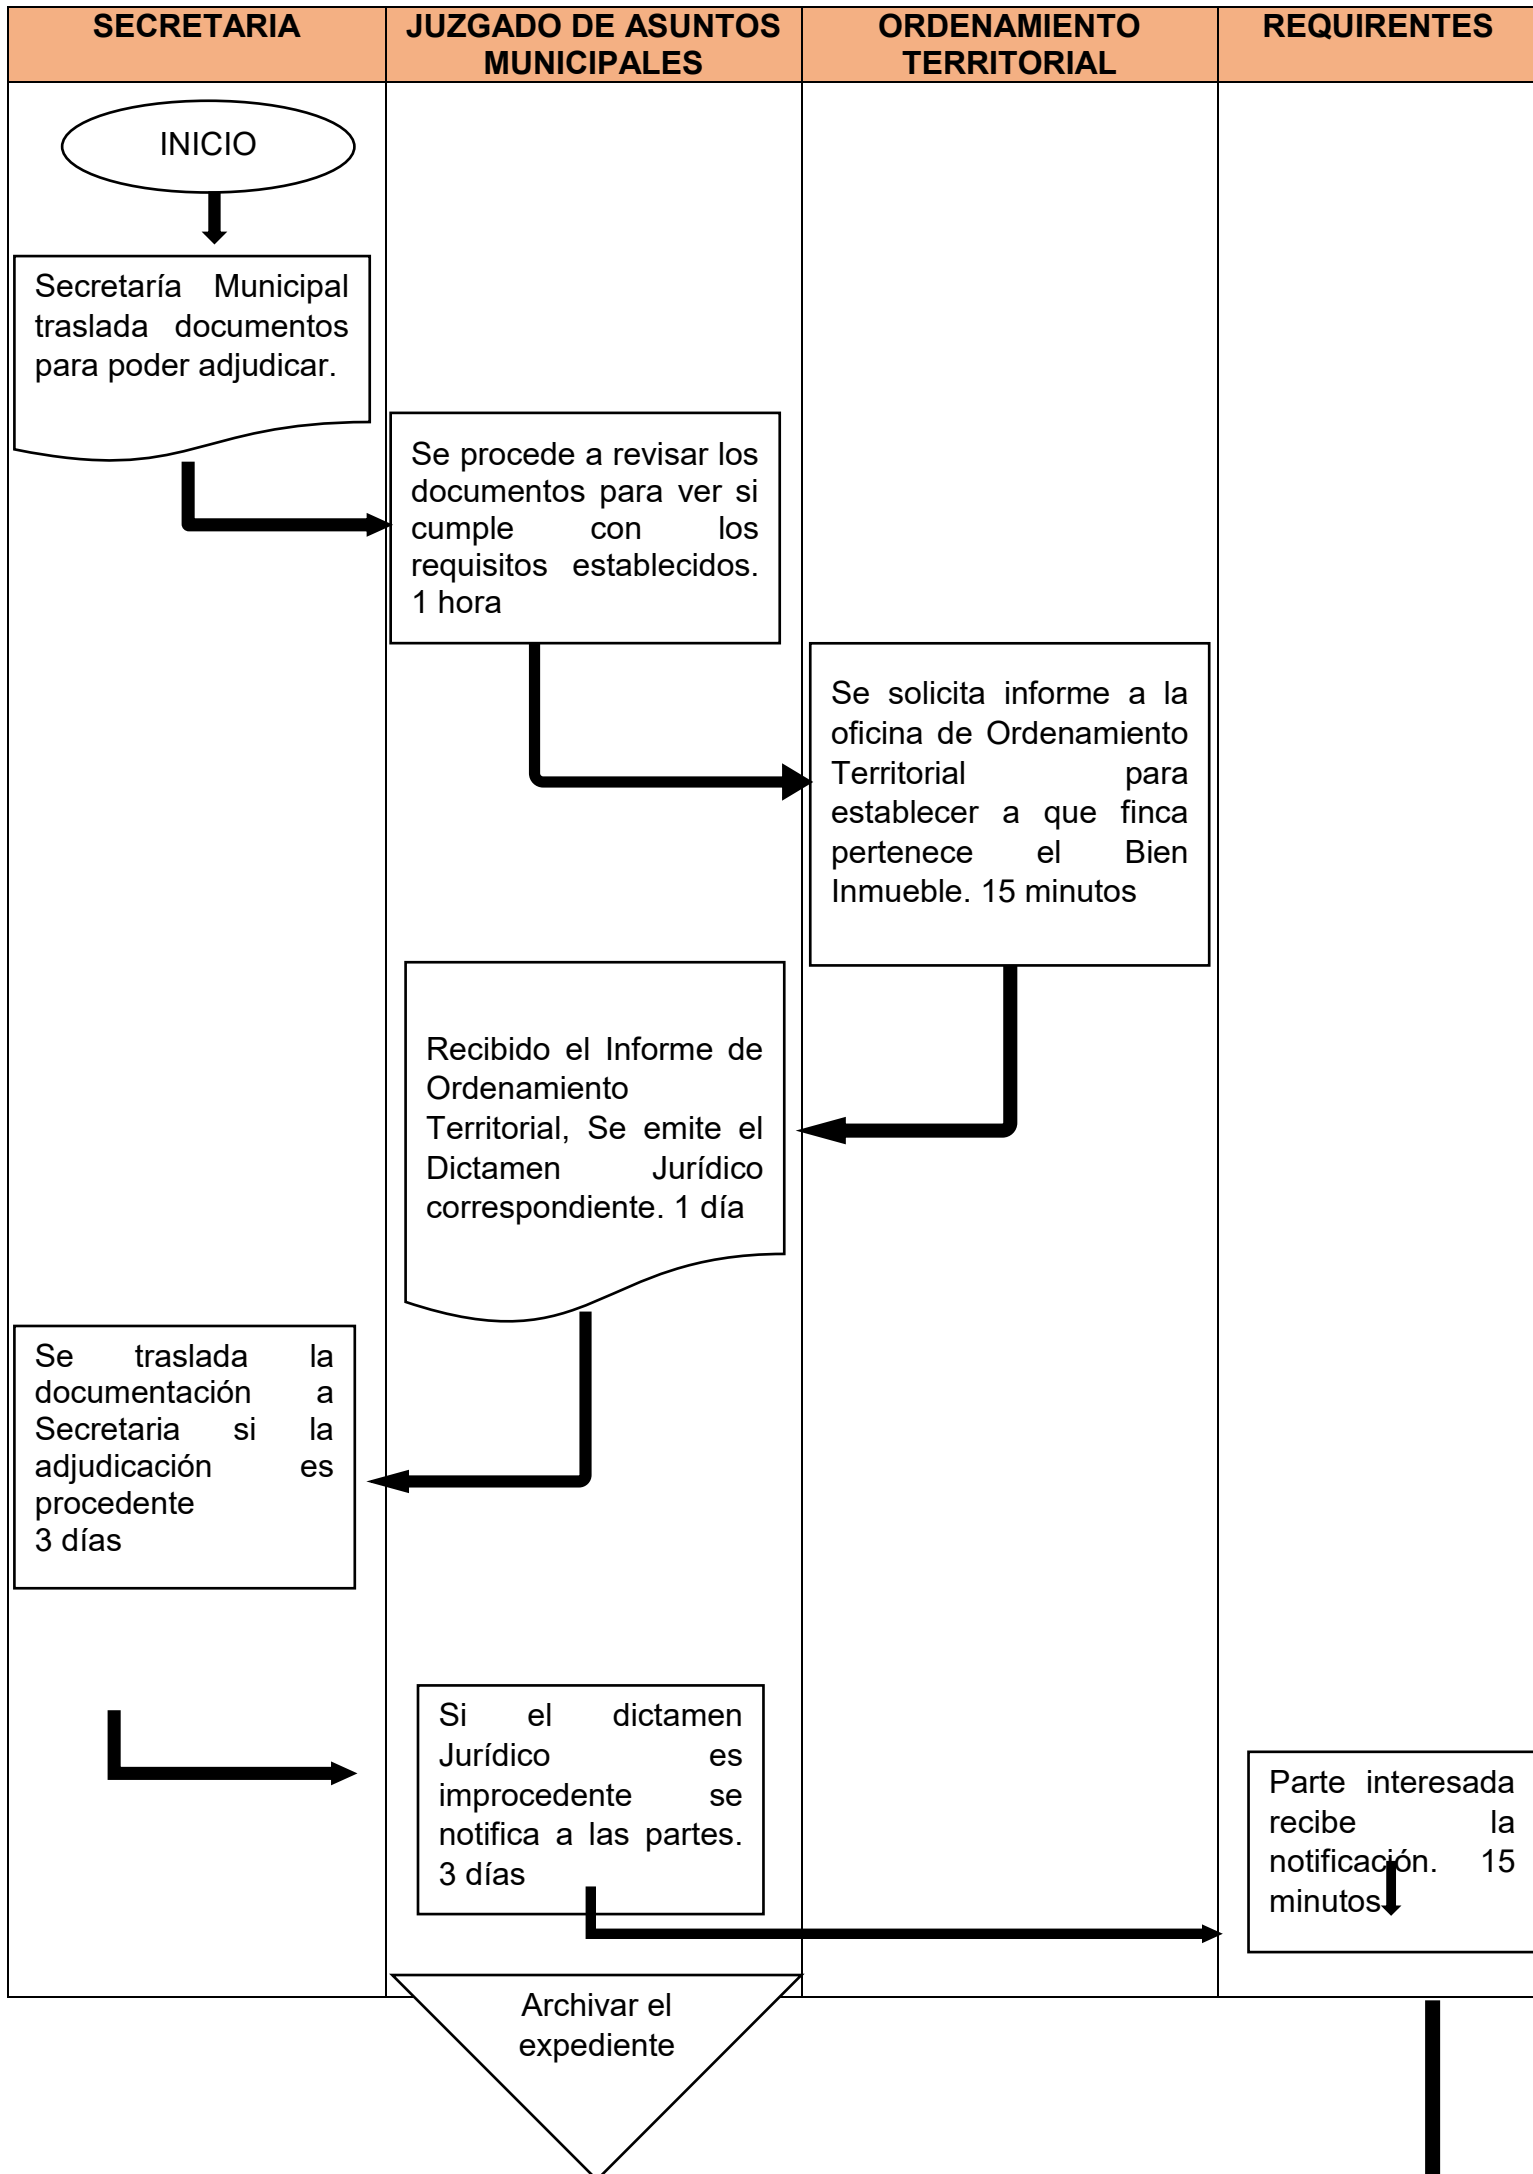 SECRETARIA
JUZGADO DE ASUNTOS
MUNICIPALES
ORDENAMIENTO
TERRITORIAL
REQUIRENTES
INICIO
Secretaría Municipal
traslada documentos
para poder adjudicar.
Se procede a revisar los
documentos para ver si
cumple con los
requisitos establecidos.
1 hora
Se solicita informe a la
oficina de Ordenamiento
Territorial para
establecer a que finca
pertenece el Bien
Inmueble. 15 minutos
Recibido el Informe de
Ordenamiento
Territorial, Se emite el
Dictamen Jurídico
correspondiente. 1 día
Se traslada la
documentación a
Secretaria si la
adjudicación es
procedente
3 días
Si el dictamen
Jurídico es
improcedente se
notifica a las partes.
3 días
Parte interesada
recibe la
notificación. 15
minutos
Archivar el
expediente